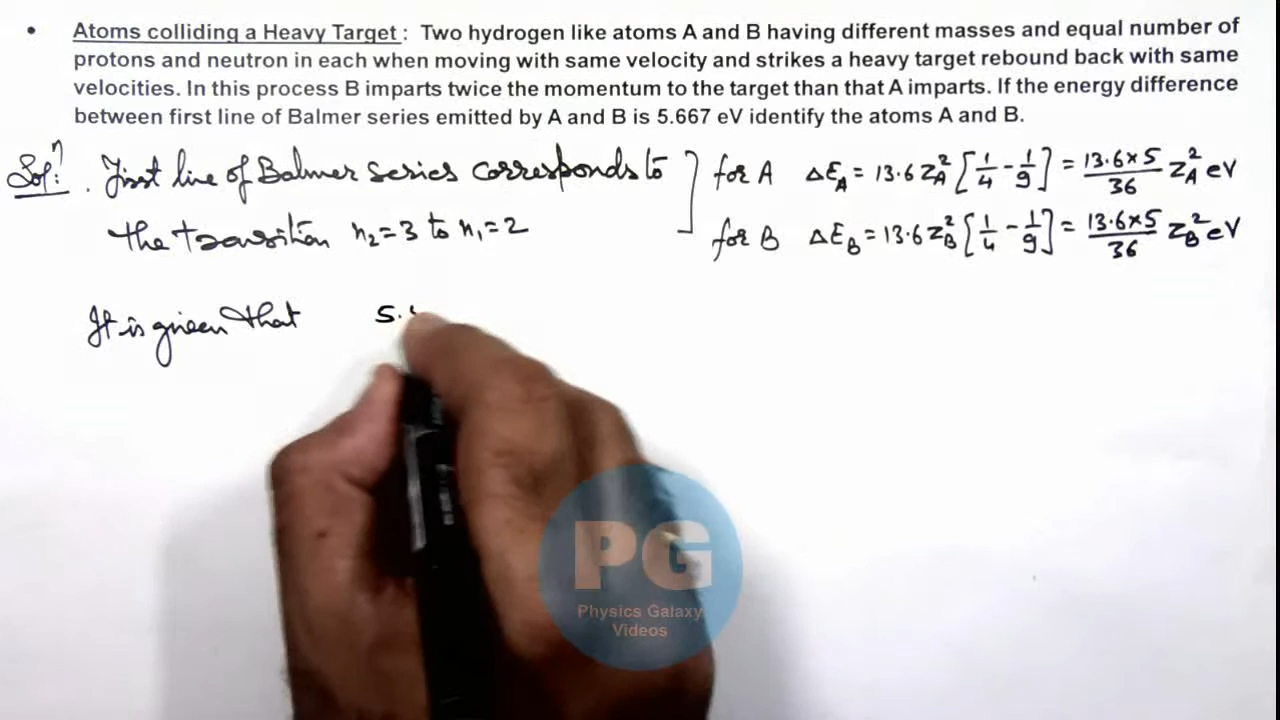 • Atoms colliding a Heavy Target : Two hydrogen like atoms A and B having different masses and equal number of
protons and neutron in each when moving with same velocity and strikes a heavy target rebound back with same
velocities. In this process B imparts twice the momentum to the target than that A imparts. If the energy difference
between first line of Balmer series emitted by A and B is 5.667 eV identify the atoms A and B.
Solⁿ: . First line of Balmer series corresponds to
the transition n₂=3 to n₁=2
for A ΔE_A = 13.6 Z_A² [1/4 - 1/9] = 13.6×5/36 Z_A² eV
for B ΔE_B = 13.6 Z_B² [1/4 - 1/9] = 13.6×5/36 Z_B² eV
It is given that 5.
PG
Physics Galaxy
Videos